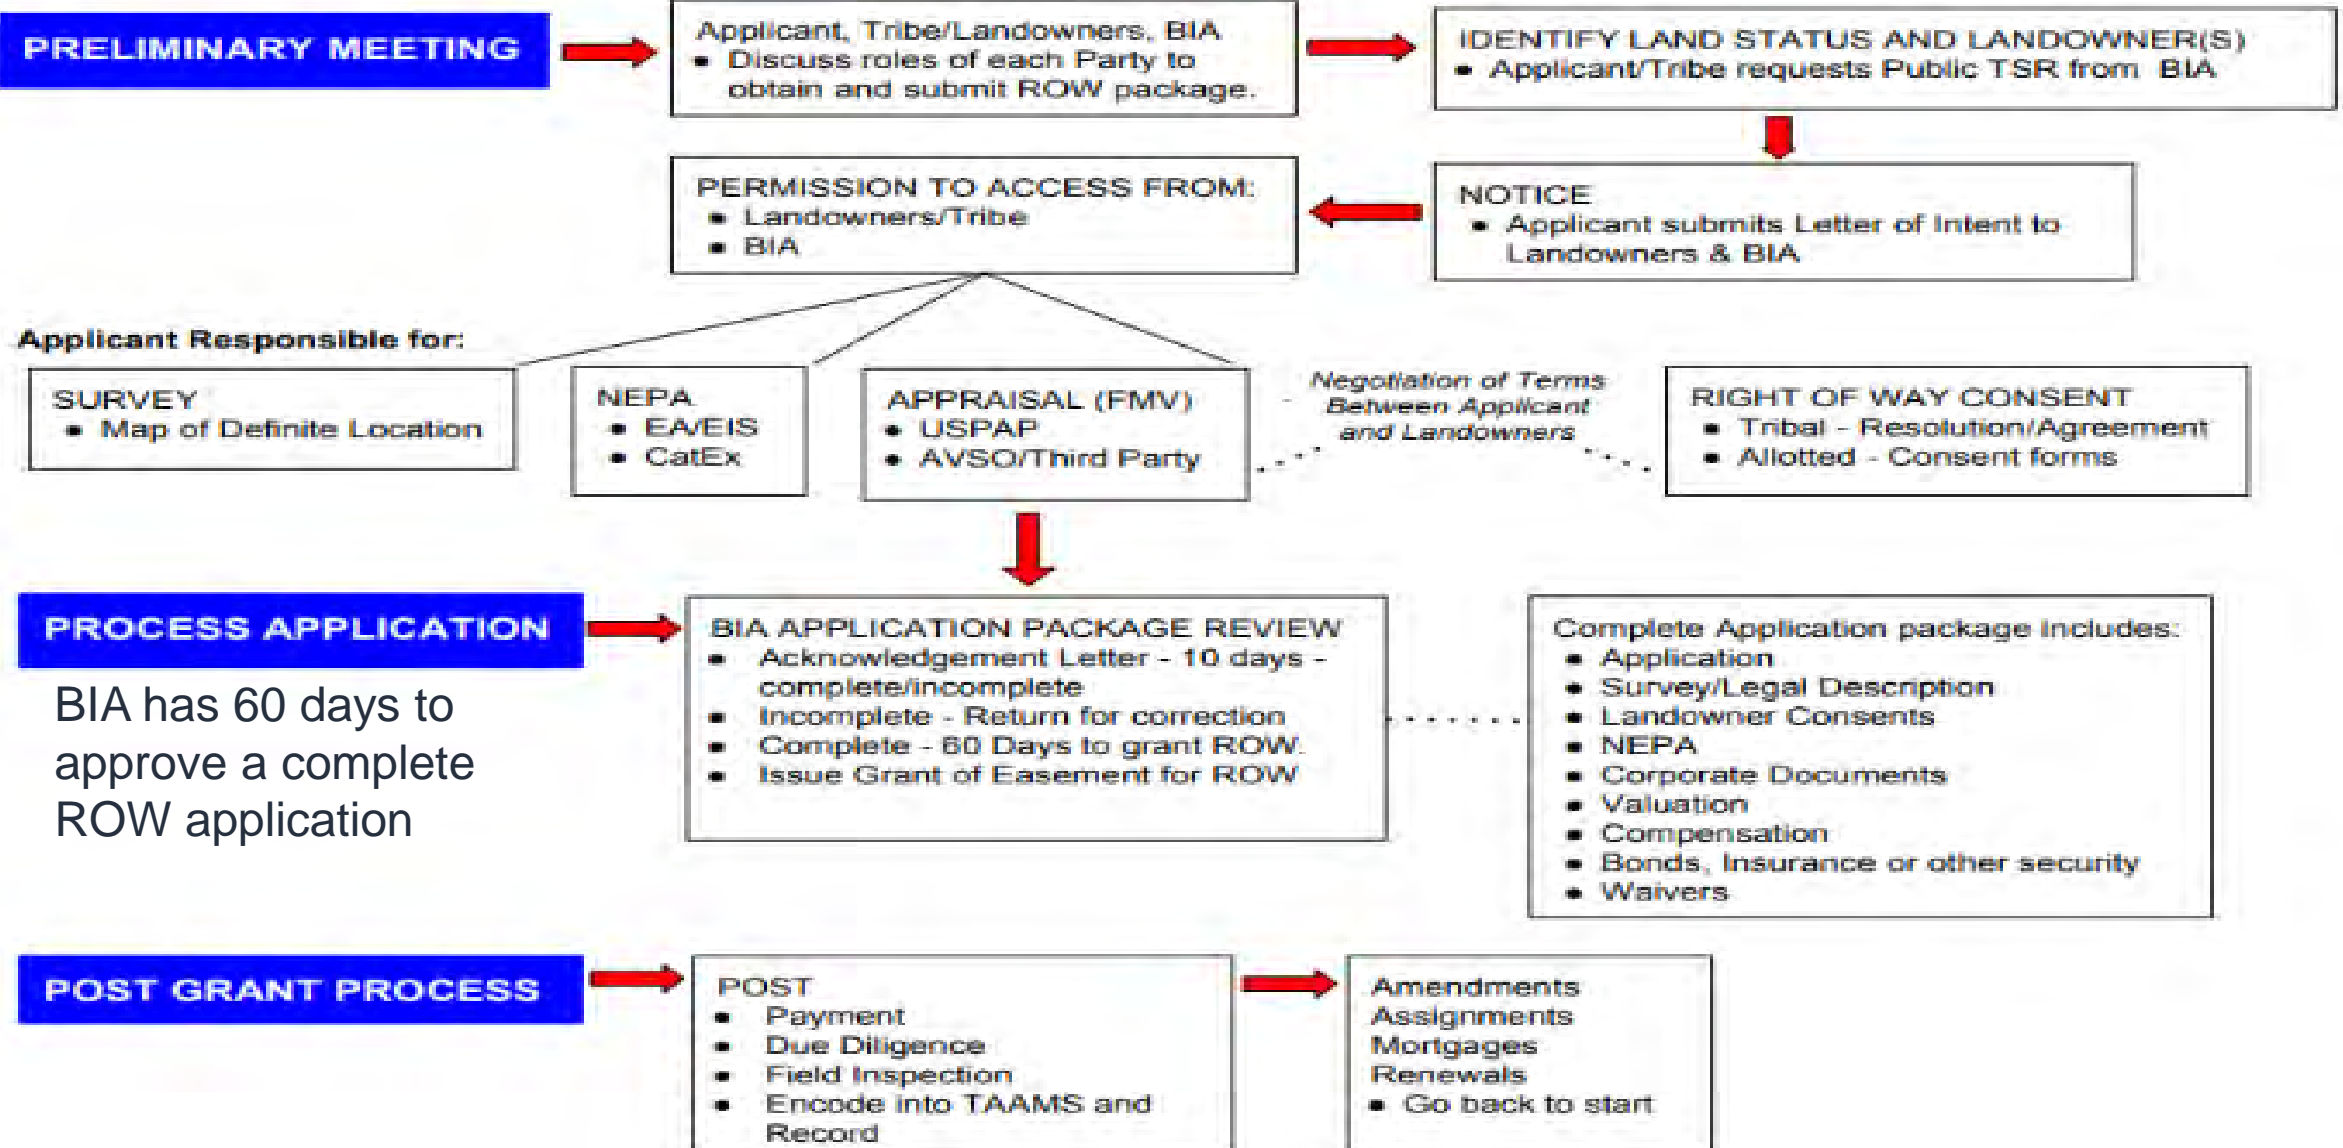 PRELIMINARY MEETING
Applicant, Tribe/Landowners, BIA
• Discuss roles of each Party to
obtain and submit ROW package.
IDENTIFY LAND STATUS AND LANDOWNER(S)
• Applicant/Tribe requests Public TSR from BIA
NOTICE
• Applicant submits Letter of Intent to
Landowners & BIA
PERMISSION TO ACCESS FROM:
• Landowners/Tribe
• BIA
Applicant Responsible for:
SURVEY
• Map of Definite Location
NEPA
• EA/EIS
• CatEx
APPRAISAL (FMV)
• USPAP
• AVSO/Third Party
Negotiation of Terms
Between Applicant
and Landowners
RIGHT OF WAY CONSENT
• Tribal - Resolution/Agreement
• Allotted - Consent forms
PROCESS APPLICATION
BIA has 60 days to
approve a complete
ROW application
BIA APPLICATION PACKAGE REVIEW
• Acknowledgement Letter - 10 days -
complete/incomplete
• Incomplete - Return for correction
• Complete - 60 Days to grant ROW.
• Issue Grant of Easement for ROW
Complete Application package includes:
• Application
• Survey/Legal Description
• Landowner Consents
• NEPA
• Corporate Documents
• Valuation
• Compensation
• Bonds, Insurance or other security
• Waivers
POST GRANT PROCESS
POST
• Payment
• Due Diligence
• Field Inspection
• Encode into TAAMS and
Record
Amendments
Assignments
Mortgages
Renewals
• Go back to start